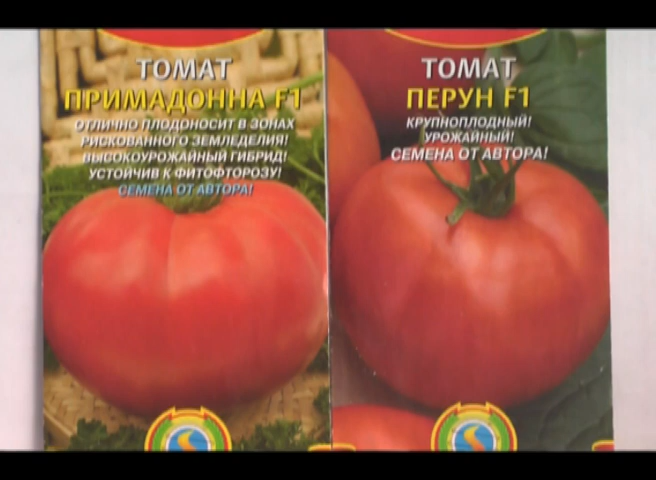 ТОМАТ
ПРИМАДОННА F1
ОТЛИЧНО ПЛОДОНОСИТ В ЗОНАХ
РИСКОВАННОГО ЗЕМЛЕДЕЛИЯ!
ВЫСОКОУРОЖАЙНЫЙ ГИБРИД!
УСТОЙЧИВ К ФИТОФТОРОЗУ!
СЕМЕНА ОТ АВТОРА!
ТОМАТ
ПЕРУН F1
КРУПНОПЛОДНЫЙ!
УРОЖАЙНЫЙ!
СЕМЕНА ОТ АВТОРА!